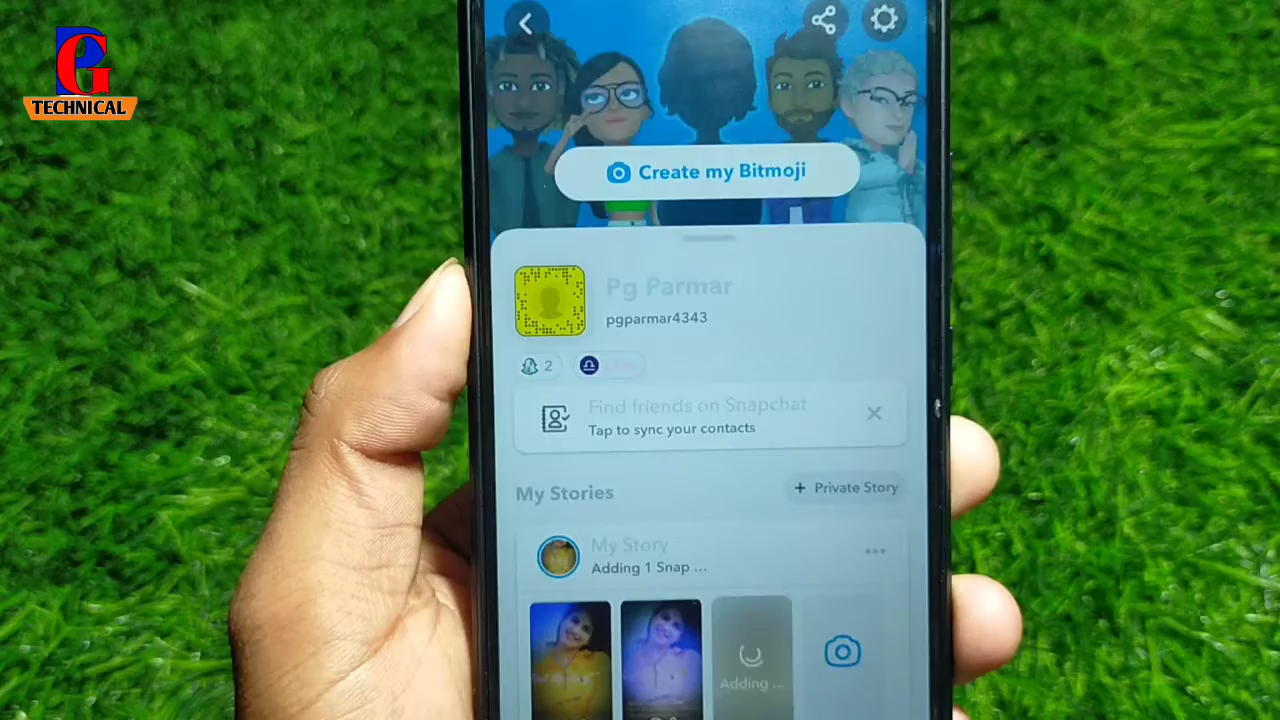 PG
TECHNICAL
Create my Bitmoji
Pg Parmar
pgparmar4343
2
Find friends on Snapchat
Tap to sync your contacts
My Stories
+ Private Story
My Story
Adding 1 Snap ...
Adding ...